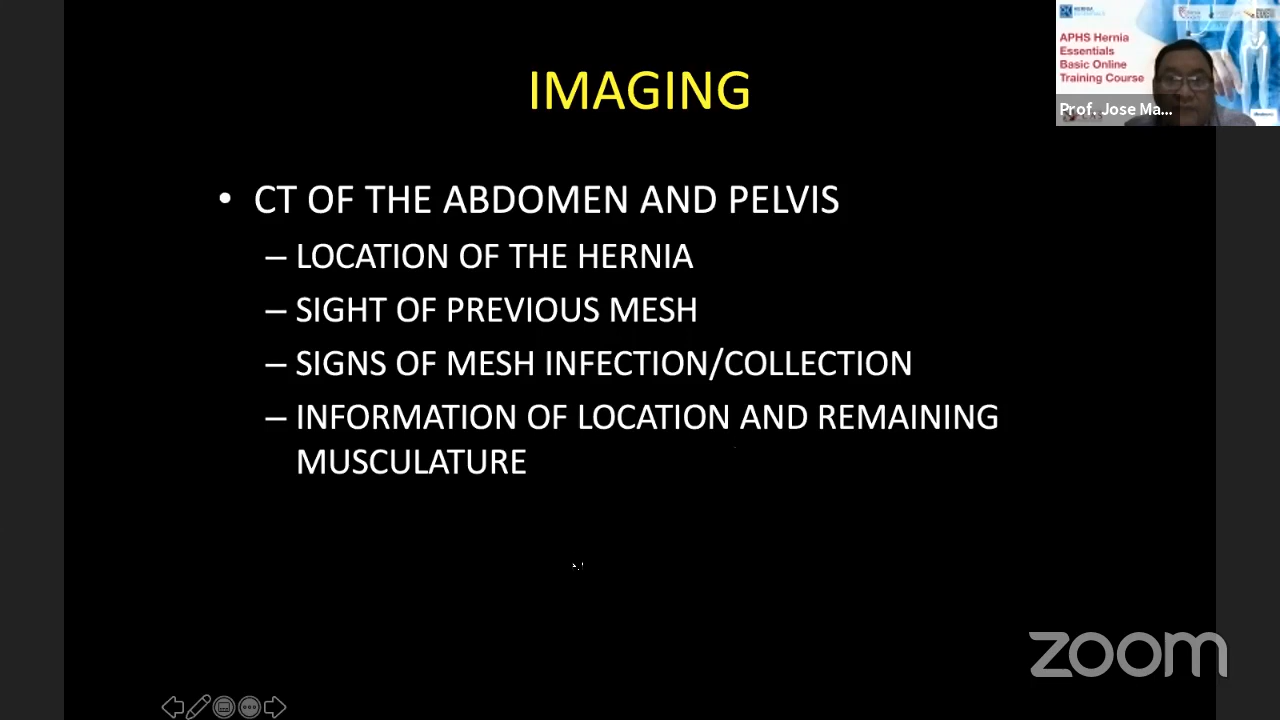 IMAGING
• CT OF THE ABDOMEN AND PELVIS
– LOCATION OF THE HERNIA
– SIGHT OF PREVIOUS MESH
– SIGNS OF MESH INFECTION/COLLECTION
– INFORMATION OF LOCATION AND REMAINING
MUSCULATURE
APHS Hernia
Essentials
Basic Online
Training Course
Prof. Jose Ma...
zoom